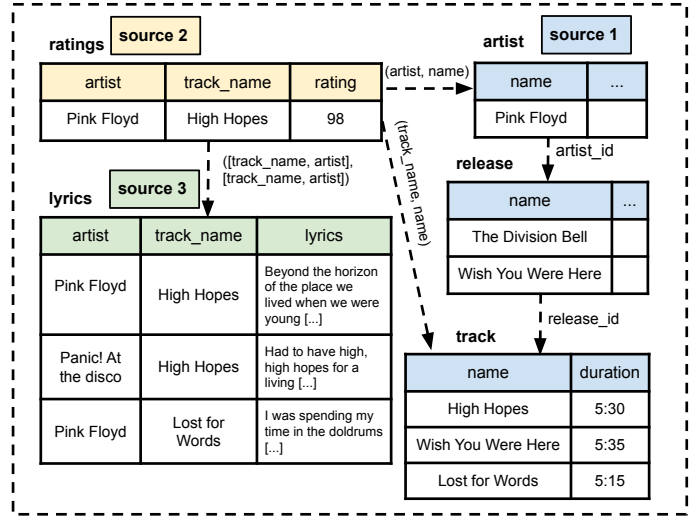 ratings
source 2
artist track_name rating
Pink Floyd High Hopes 98
(artist, name)
artist
source 1
name ...
Pink Floyd
artist_id
release
name ...
The Division Bell
Wish You Were Here
release_id
(track_name, name)
track
name duration
High Hopes 5:30
Wish You Were Here 5:35
Lost for Words 5:15
([track_name, artist],
[track_name, artist])
source 3
lyrics
artist track_name lyrics
Pink Floyd
High Hopes
Beyond the horizon
of the place we
lived when we were
young [...]
Panic! At
the disco
High Hopes
Had to have high,
high hopes for a
living [...]
Pink Floyd
Lost for
Words
I was spending my
time in the doldrums
[...]